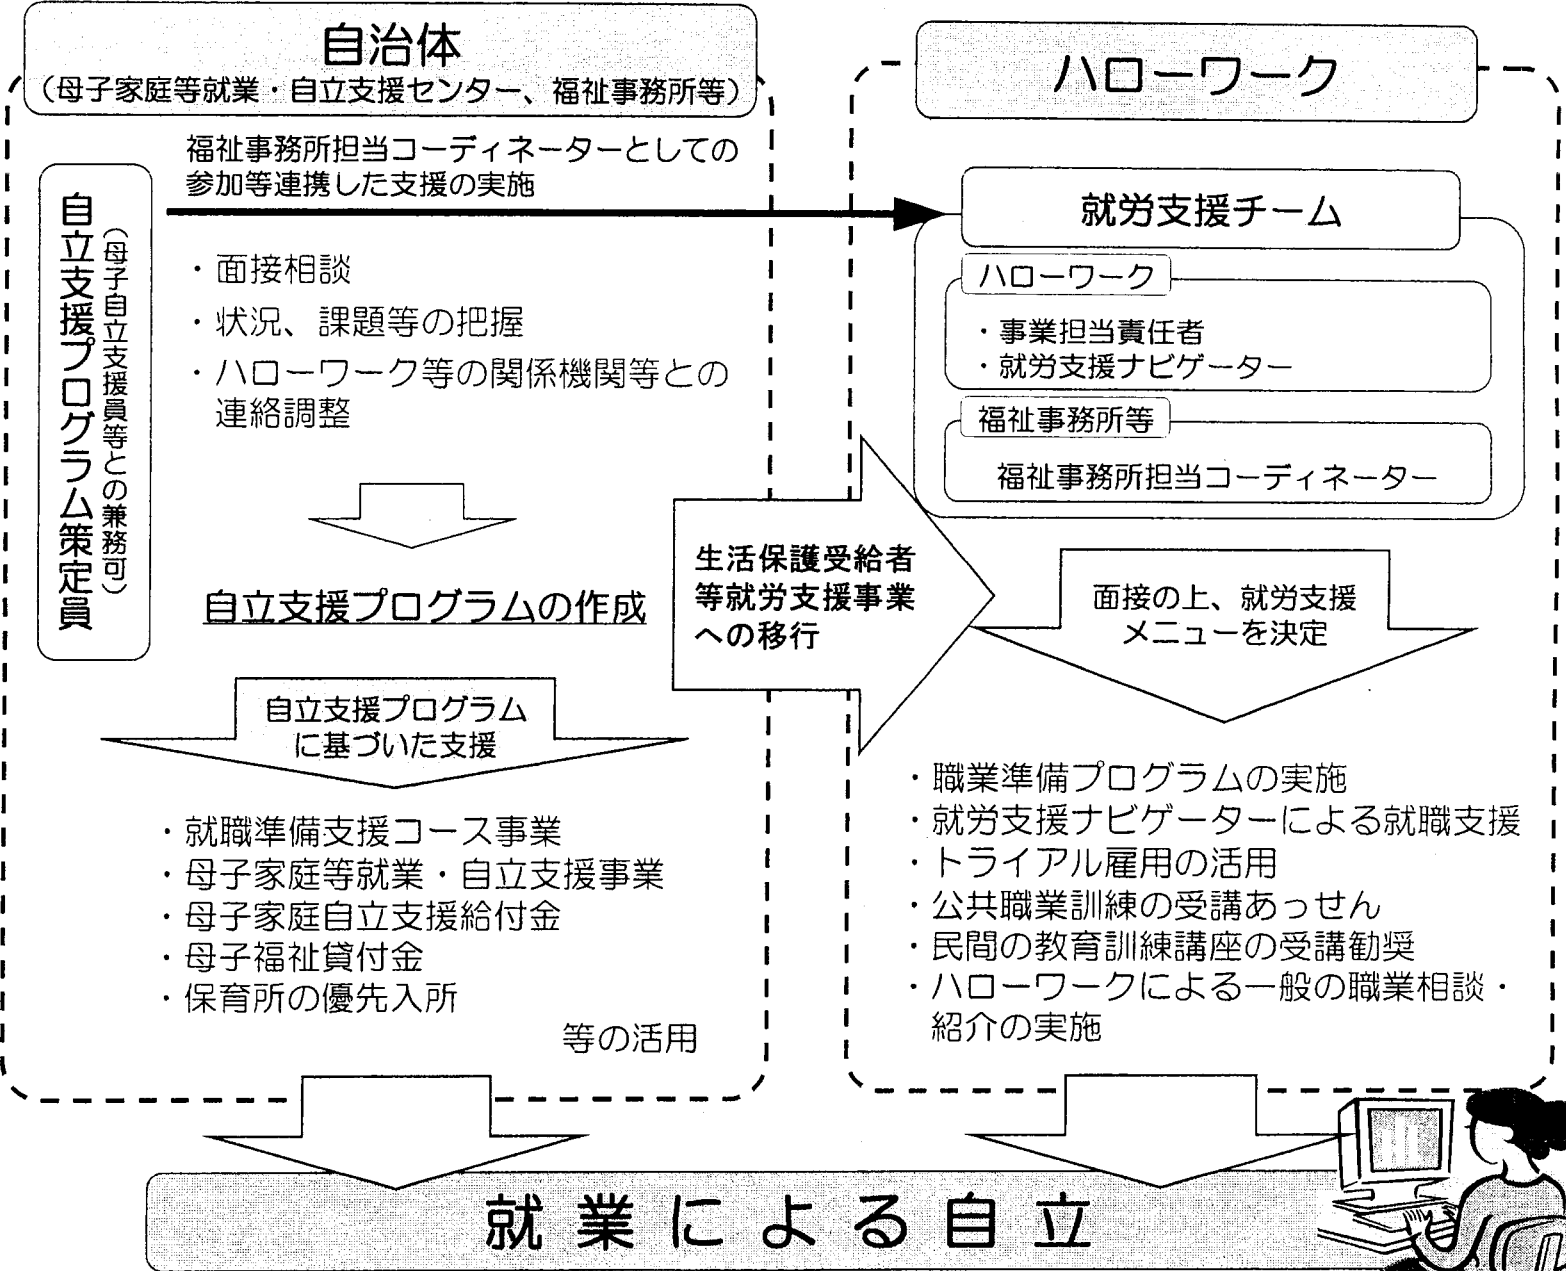 自治体
（母子家庭等就業・自立支援センター、福祉事務所等）
福祉事務所担当コーディネーターとしての
参加等連携した支援の実施
自立支援プログラム策定員
（母子自立支援員等との兼務可）
・面接相談
・状況、課題等の把握
・ハローワーク等の関係機関等との
連絡調整
自立支援プログラムの作成
自立支援プログラム
に基づいた支援
・就職準備支援コース事業
・母子家庭等就業・自立支援事業
・母子家庭自立支援給付金
・母子福祉貸付金
・保育所の優先入所
等の活用
生活保護受給者
等就労支援事業
への移行
ハローワーク
就労支援チーム
ハローワーク
・事業担当責任者
・就労支援ナビゲーター
福祉事務所等
福祉事務所担当コーディネーター
面接の上、就労支援
メニューを決定
・職業準備プログラムの実施
・就労支援ナビゲーターによる就職支援
・トライアル雇用の活用
・公共職業訓練の受講あっせん
・民間の教育訓練講座の受講勧奨
・ハローワークによる一般の職業相談・
紹介の実施
就業による自立